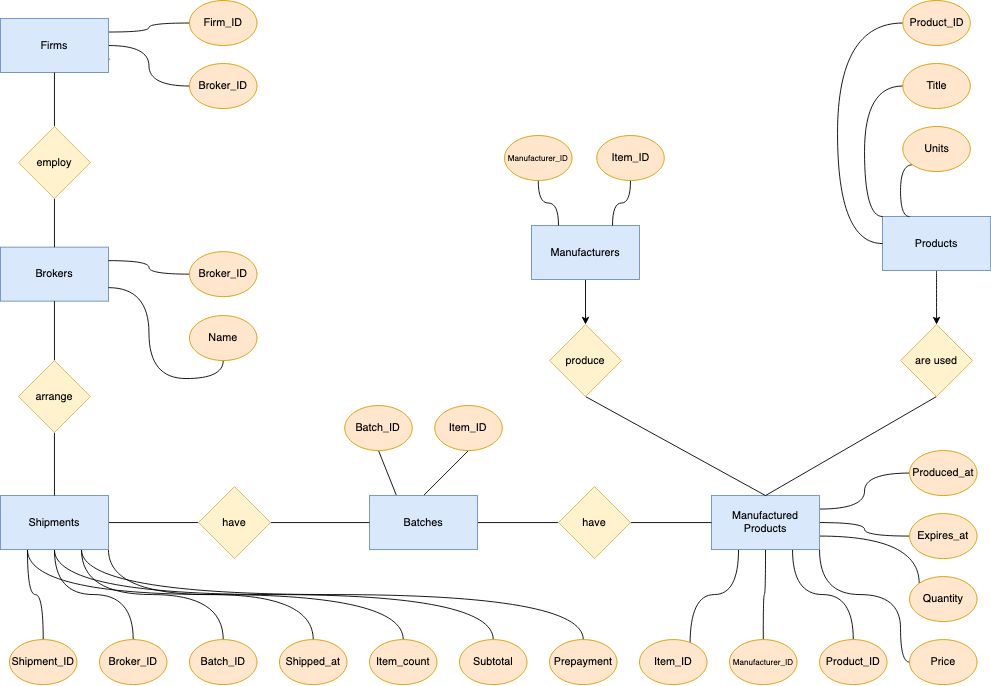 Firm_ID
Product_ID
Firms
Broker_ID
Title
employ
Units
Manufacturer_ID
Item_ID
Manufacturers
Products
Brokers
Broker_ID
Name
produce
are used
arrange
Batch_ID
Item_ID
Produced_at
Shipments
have
Batches
have
Manufactured
Products
Expires_at
Quantity
Shipment_ID
Broker_ID
Batch_ID
Shipped_at
Item_count
Subtotal
Prepayment
Item_ID
Manufacturer_ID
Product_ID
Price